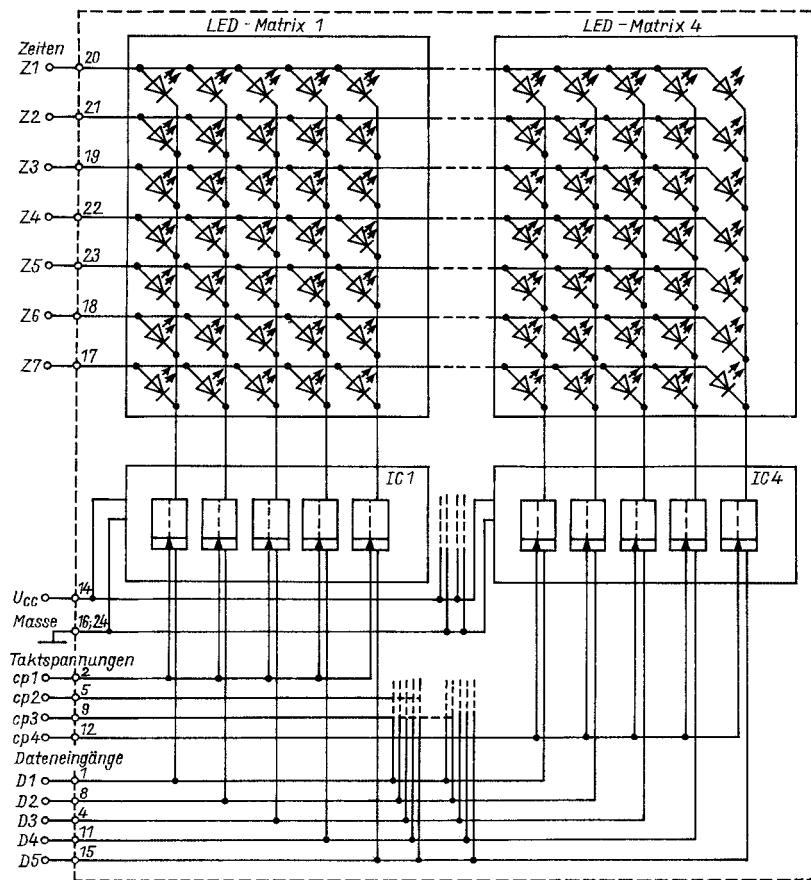 LED-Matrix 1
LED-Matrix 4
Zeiten
Z1 20
Z2 21
Z3 19
Z4 22
Z5 23
Z6 18
Z7 17
IC1
IC4
UCC 14
Masse 16;24
Taktspannungen
cp1 2
cp2 5
cp3 9
cp4 12
Dateneingänge
D1 1
D2 8
D3 4
D4 11
D5 15